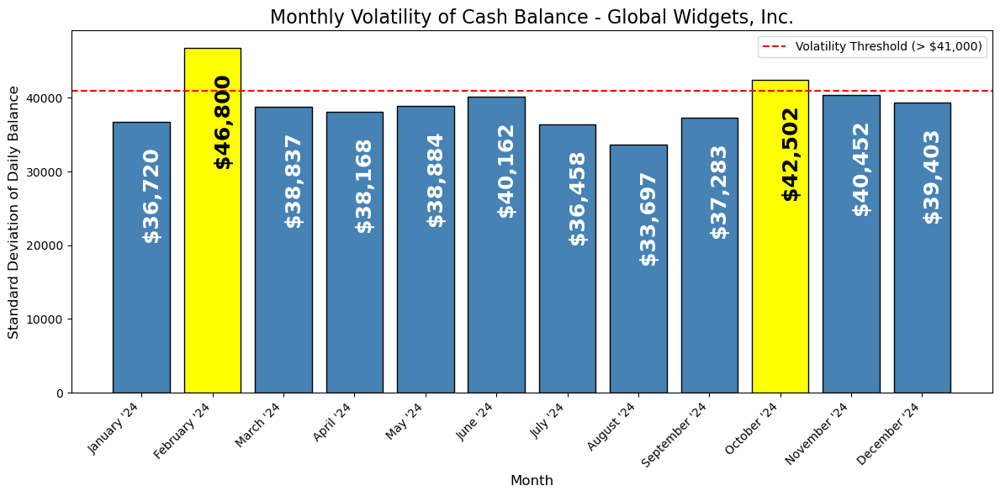 Monthly Volatility of Cash Balance - Global Widgets, Inc.
Volatility Threshold (> $41,000)
Standard Deviation of Daily Balance
40000
30000
20000
10000
0
$36,720
$46,800
$38,837
$38,168
$38,884
$40,162
$36,458
$33,697
$37,283
$42,502
$40,452
$39,403
January '24
February '24
March '24
April '24
May '24
June '24
July '24
August '24
September '24
October '24
November '24
December '24
Month